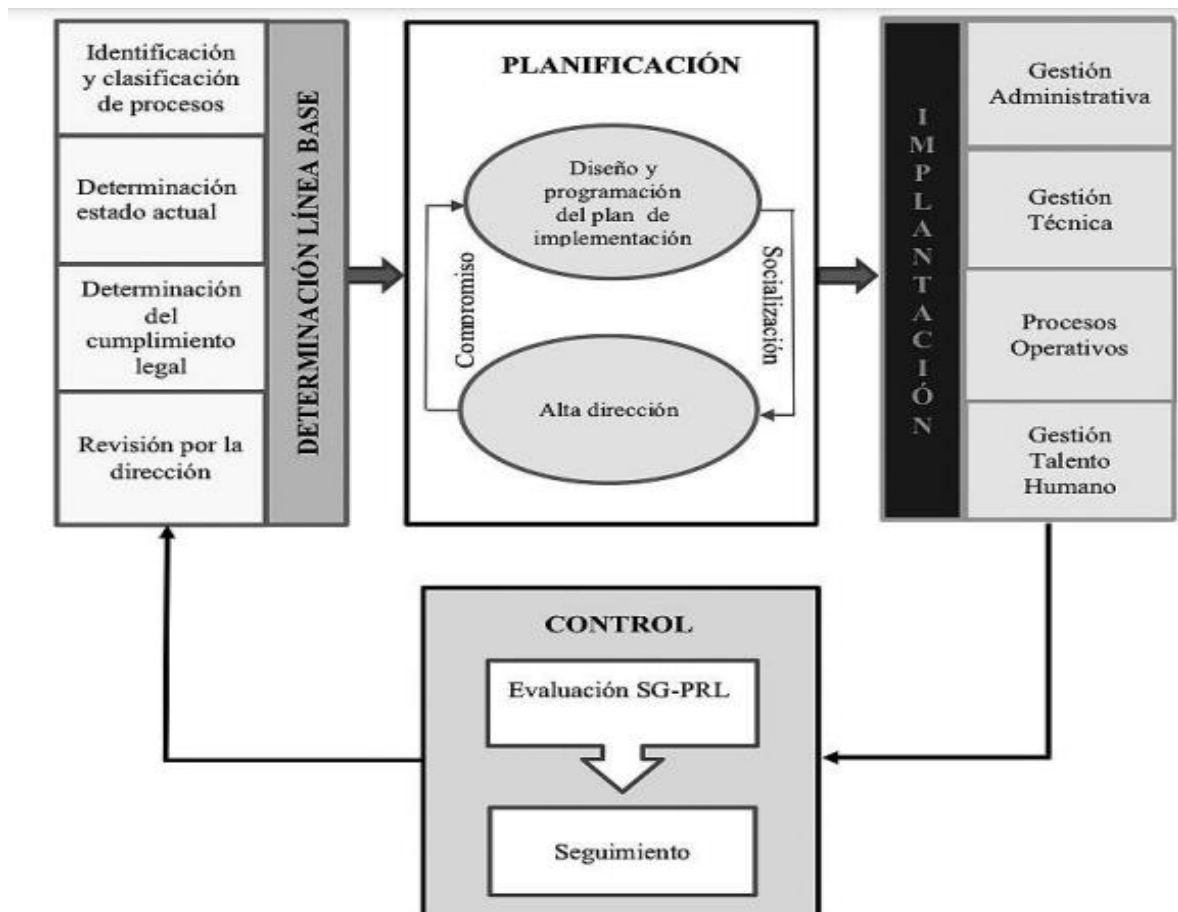 Identificación
y clasificación
de procesos
Determinación
estado actual
Determinación
del
cumplimiento
legal
Revisión por la
dirección
DETERMINACIÓN LÍNEA BASE
PLANIFICACIÓN
Diseño y
programación
del plan de
implementación
Compromiso
Socialización
Alta dirección
IMPLANTACIÓN
Gestión
Administrativa
Gestión
Técnica
Procesos
Operativos
Gestión
Talento
Humano
CONTROL
Evaluación SG-PRL
Seguimiento